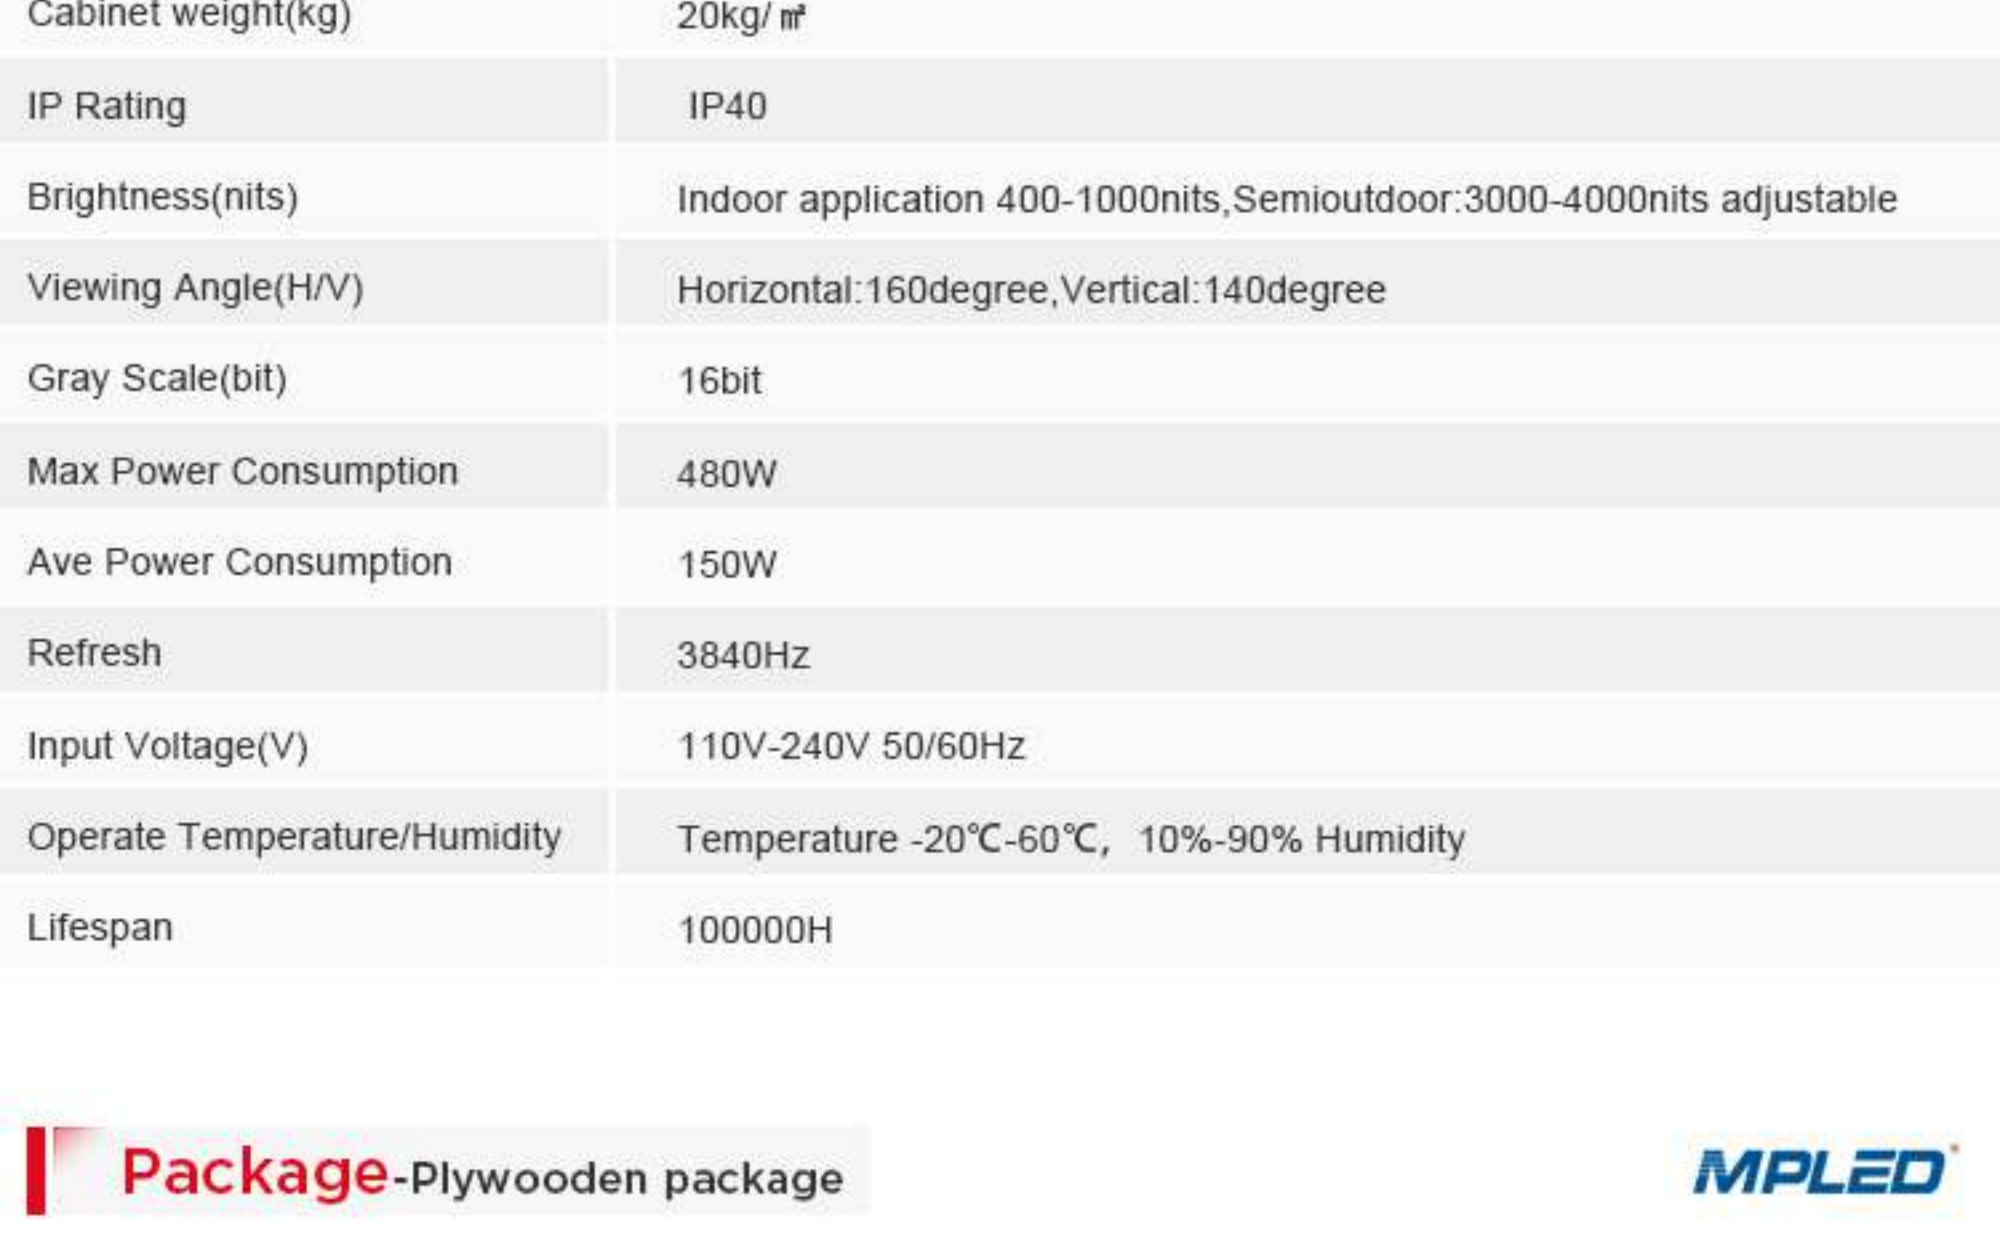 Cabinet weight(kg) 20kg/㎡
IP Rating IP40
Brightness(nits) Indoor application 400-1000nits,Semioutdoor:3000-4000nits adjustable
Viewing Angle(H/V) Horizontal:160degree,Vertical:140degree
Gray Scale(bit) 16bit
Max Power Consumption 480W
Ave Power Consumption 150W
Refresh 3840Hz
Input Voltage(V) 110V-240V 50/60Hz
Operate Temperature/Humidity Temperature -20℃-60℃, 10%-90% Humidity
Lifespan 100000H
Package-Plywooden package
MPLED